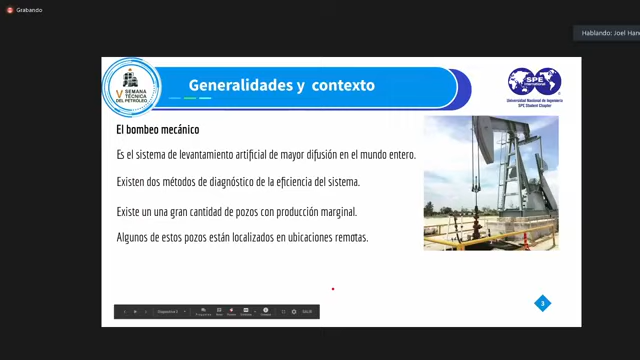 Grabando
Hablando: Joel Han
Generalidades y contexto
V SEMANA
TÉCNICA
DEL PETRÓLEO
SPE
International
Universidad Nacional de Ingeniería
SPE Student Chapter
El bombeo mecánico
Es el sistema de levantamiento artificial de mayor difusión en el mundo entero.
Existen dos métodos de diagnóstico de la eficiencia del sistema.
Existe un una gran cantidad de pozos con producción marginal.
Algunos de estos pozos están localizados en ubicaciones remotas.
3